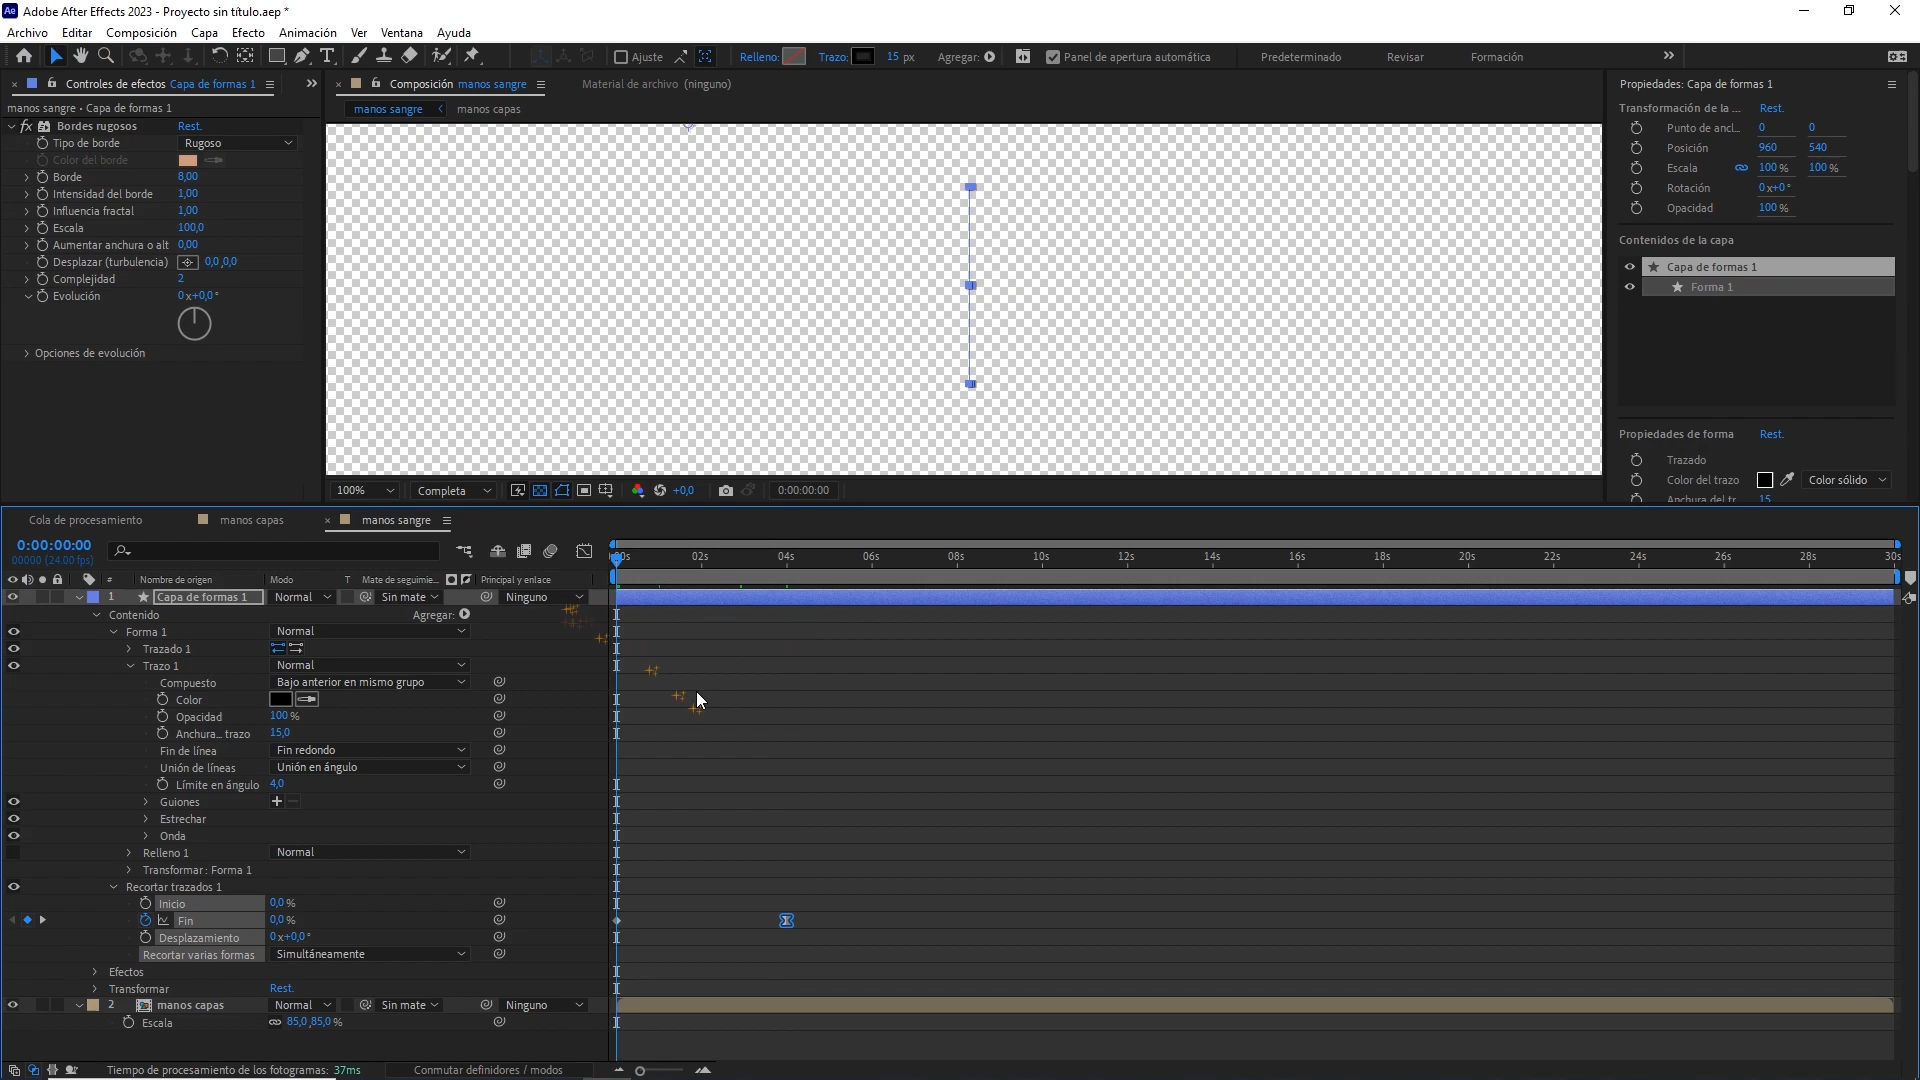 Adobe After Effects 2023 - Proyecto sin título.aep *
Archivo Editar Composición Capa Efecto Animación Ver Ventana Ayuda
Ajuste Relleno: Trazo: 15 px Agregar: Panel de apertura automática Predeterminado Revisar Formación
Controles de efectos Capa de formas 1
manos sangre • Capa de formas 1
fx Bordes rugosos Rest.
Tipo de borde Rugoso
Color del borde
Borde 8,00
Intensidad del borde 1,00
Influencia fractal 1,00
Escala 100,0
Aumentar anchura o alt 0,00
Desplazar (turbulencia) 0,0,0,0
Complejidad 2
Evolución 0x+0,0°
Opciones de evolución
Composición manos sangre
Material de archivo (ninguno)
manos sangre manos capas
100% Completa +0,0 0:00:00:00
Propiedades: Capa de formas 1
Transformación de la ... Rest.
Punto de ancl... 0 0
Posición 960 540
Escala 100 % 100 %
Rotación 0x+0°
Opacidad 100 %
Contenidos de la capa
Capa de formas 1
Forma 1
Propiedades de forma Rest.
Trazado
Color del trazo Color sólido
Anchura del tr 15
Cola de procesamiento manos capas manos sangre
0:00:00:00
00000 (24.00 fps)
00s 02s 04s 06s 08s 10s 12s 14s 16s 18s 20s 22s 24s 26s 28s 30s
# Nombre de origen Modo T Mate de seguimie... Principal y enlace
1 Capa de formas 1 Normal Sin mate Ninguno
Contenido Agregar:
Forma 1 Normal
Trazado 1
Trazo 1 Normal
Compuesto Bajo anterior en mismo grupo
Color
Opacidad 100 %
Anchura... trazo 15,0
Fin de línea Fin redondo
Unión de líneas Unión en ángulo
Límite en ángulo 4,0
Guiones
Estrechar
Onda
Relleno 1 Normal
Transformar : Forma 1
Recortar trazados 1
Inicio 0,0 %
Fin 0,0 %
Desplazamiento 0x+0,0°
Recortar varias formas Simultáneamente
Efectos
Transformar Rest.
2 manos capas Normal Sin mate Ninguno
Escala 85,0,85,0 %
Tiempo de procesamiento de los fotogramas: 37ms Conmutar definidores / modos